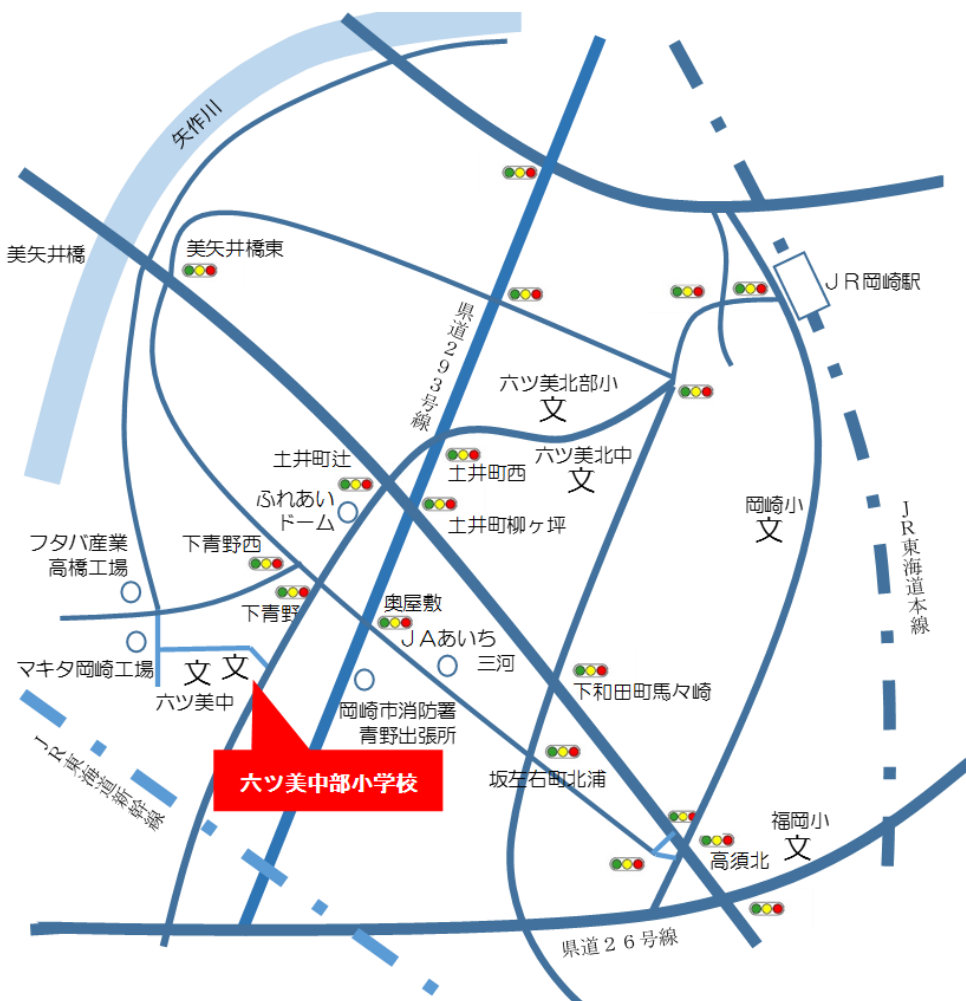 矢作川
美矢井橋
美矢井橋東
ＪＲ岡崎駅
県道２９３号線
六ツ美北部小
文
土井町辻
土井町西
六ツ美北中
文
ふれあい
ドーム
土井町柳ヶ坪
岡崎小
文
ＪＲ東海道本線
フタバ産業
高橋工場
下青野西
下青野
奥屋敷
ＪＡあいち
三河
マキタ岡崎工場
文
文
六ツ美中
岡崎市消防署
青野出張所
下和田町馬々崎
ＪＲ東海道新幹線
六ツ美中部小学校
坂左右町北浦
福岡小
文
高須北
県道２６号線